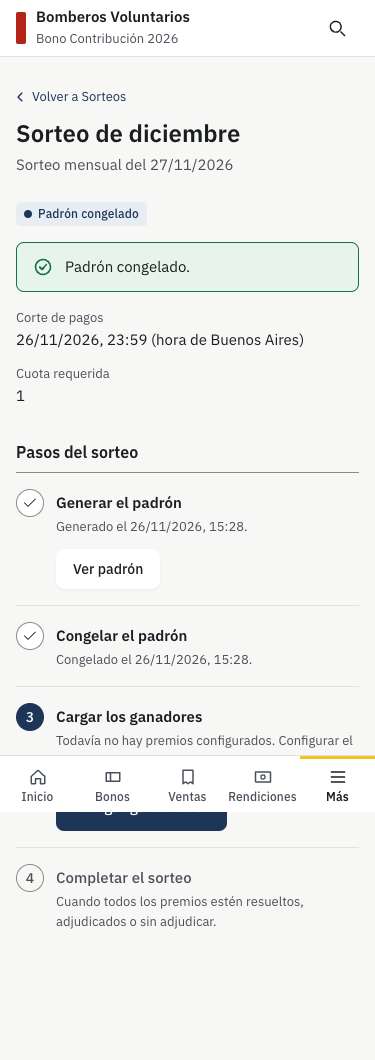 Bomberos Voluntarios
Bono Contribución 2026
Volver a Sorteos
Sorteo de diciembre
Sorteo mensual del 27/11/2026
Padrón congelado
Padrón congelado.
Corte de pagos
26/11/2026, 23:59 (hora de Buenos Aires)
Cuota requerida
1
Pasos del sorteo
Generar el padrón
Generado el 26/11/2026, 15:28.
Ver padrón
Congelar el padrón
Congelado el 26/11/2026, 15:28.
3 Cargar los ganadores
Todavía no hay premios configurados. Configurar el
Inicio Bonos Ventas Rendiciones Más
4 Completar el sorteo
Cuando todos los premios estén resueltos,
adjudicados o sin adjudicar.